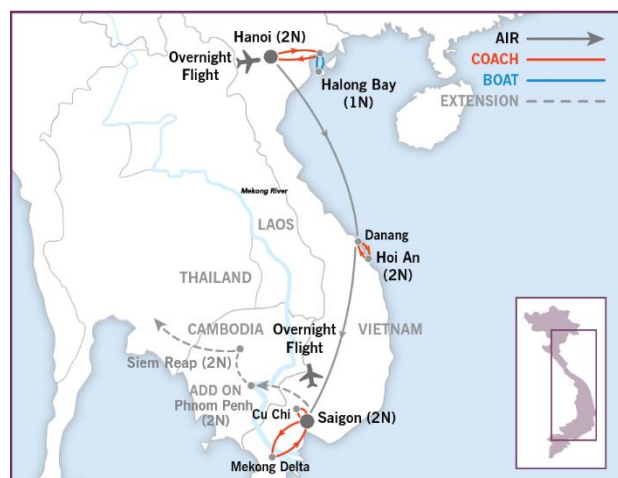 AIR
COACH
BOAT
EXTENSION
Hanoi (2N)
Overnight
Flight
Halong Bay
(1N)
Mekong River
LAOS
Danang
Hoi An
(2N)
THAILAND
CAMBODIA
Overnight
Flight
VIETNAM
Siem Reap (2N)
ADD ON
Phnom Penh
(2N)
Cu Chi
Saigon (2N)
Mekong Delta